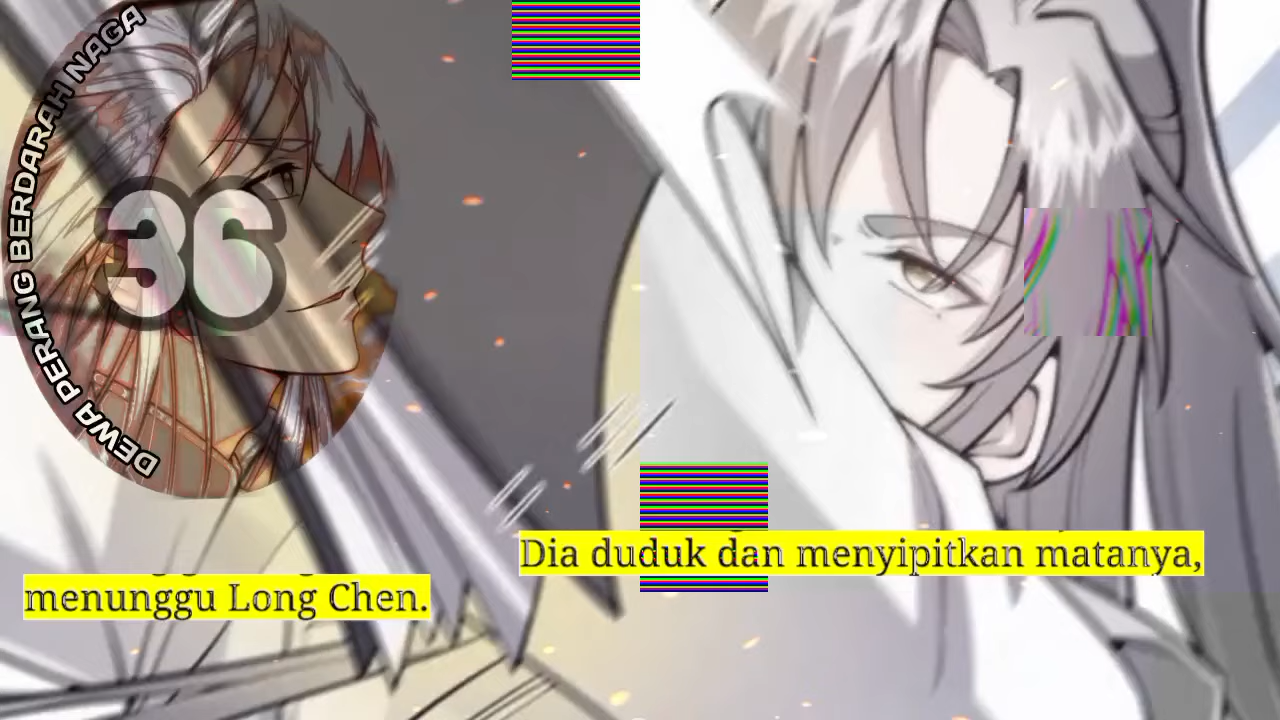 DEWA PERANG BERDARAH NAGA
36
Dia duduk dan menyipitkan matanya,
menunggu Long Chen.